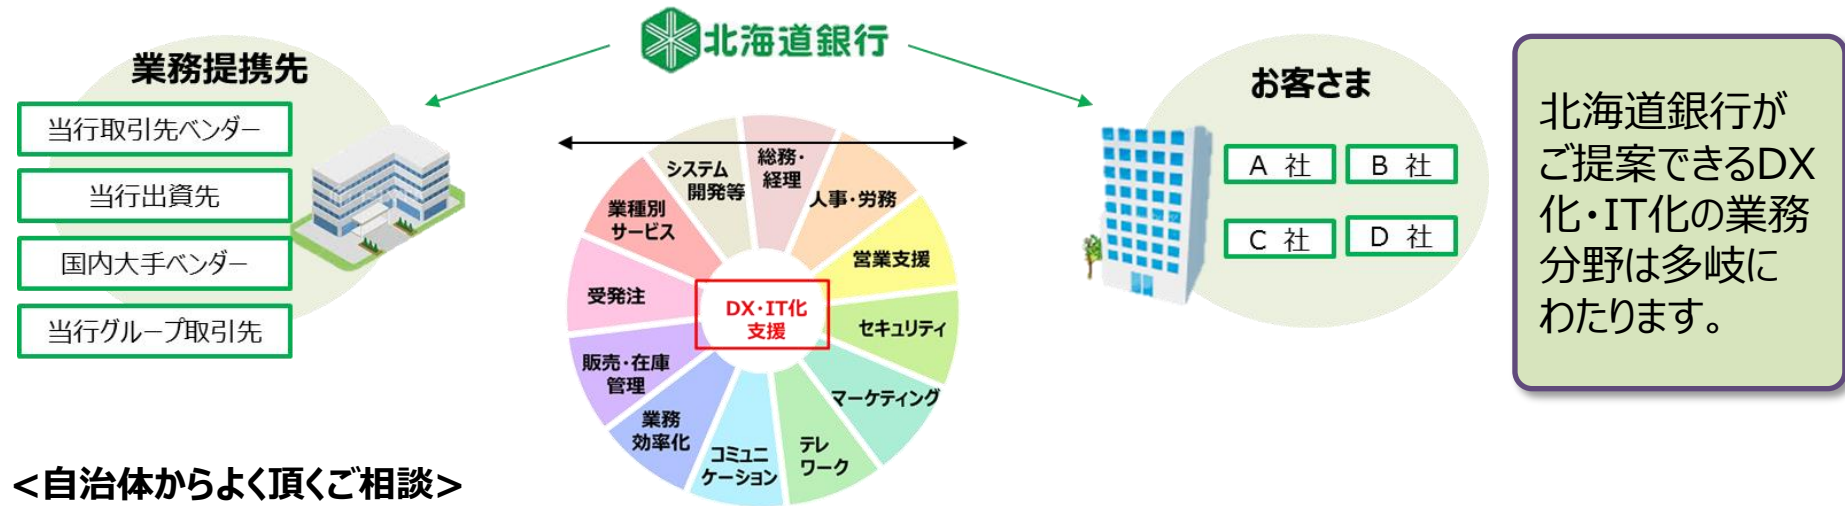 北海道銀行
業務提携先
当行取引先ベンダー
当行出資先
国内大手ベンダー
当行グループ取引先
システム
開発等
総務・
経理
人事・労務
営業支援
セキュリティ
マーケティング
テレ
ワーク
コミュニ
ケーション
業務
効率化
販売・在庫
管理
受発注
業種別
サービス
DX・IT化
支援
お客さま
A 社
B 社
C 社
D 社
北海道銀行が
ご提案できるDX
化・IT化の業務
分野は多岐に
わたります。
<自治体からよく頂くご相談>